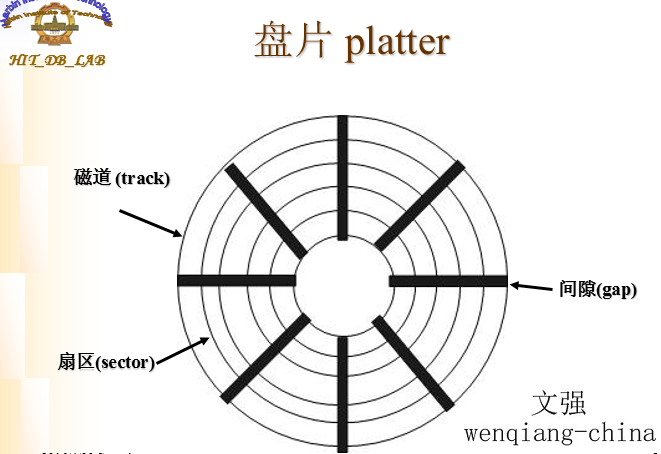 Harbin Institute of Technology
HIT_DB_LAB
盘片 platter
磁道 (track)
间隙(gap)
扇区(sector)
文强
wenqiang-china